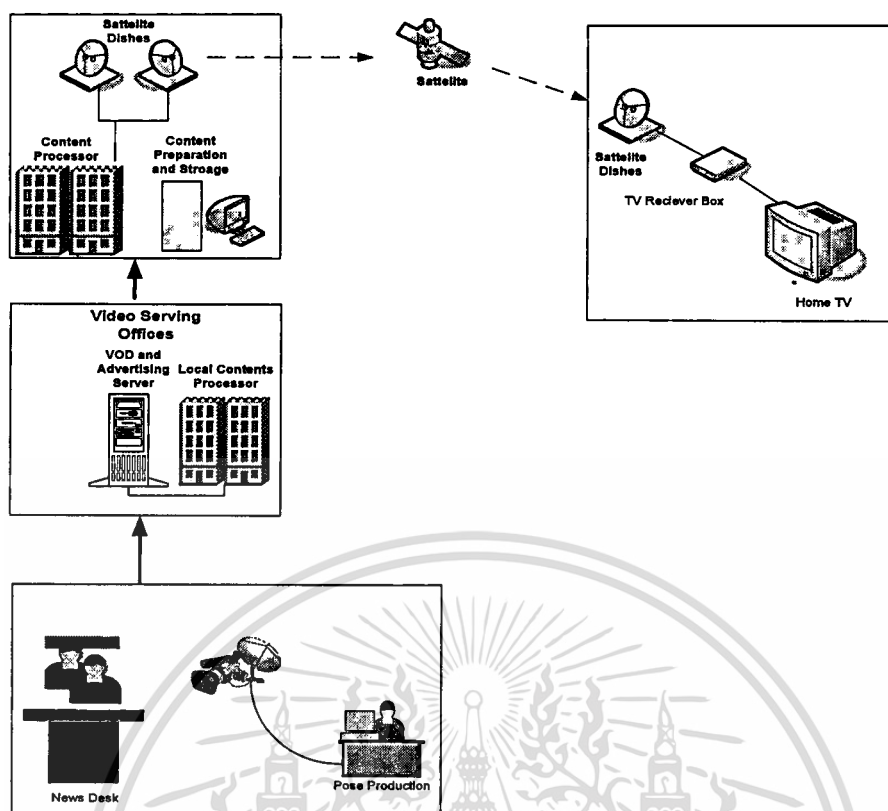 Sattelite
Dishes
Sattelite
Content
Processor
Content
Preparation
and Stroage
Sattelite
Dishes
TV Reciever Box
Home TV
Video Serving
Offices
VOD and
Advertising
Server
Local Contents
Processor
News Desk
Pose Production